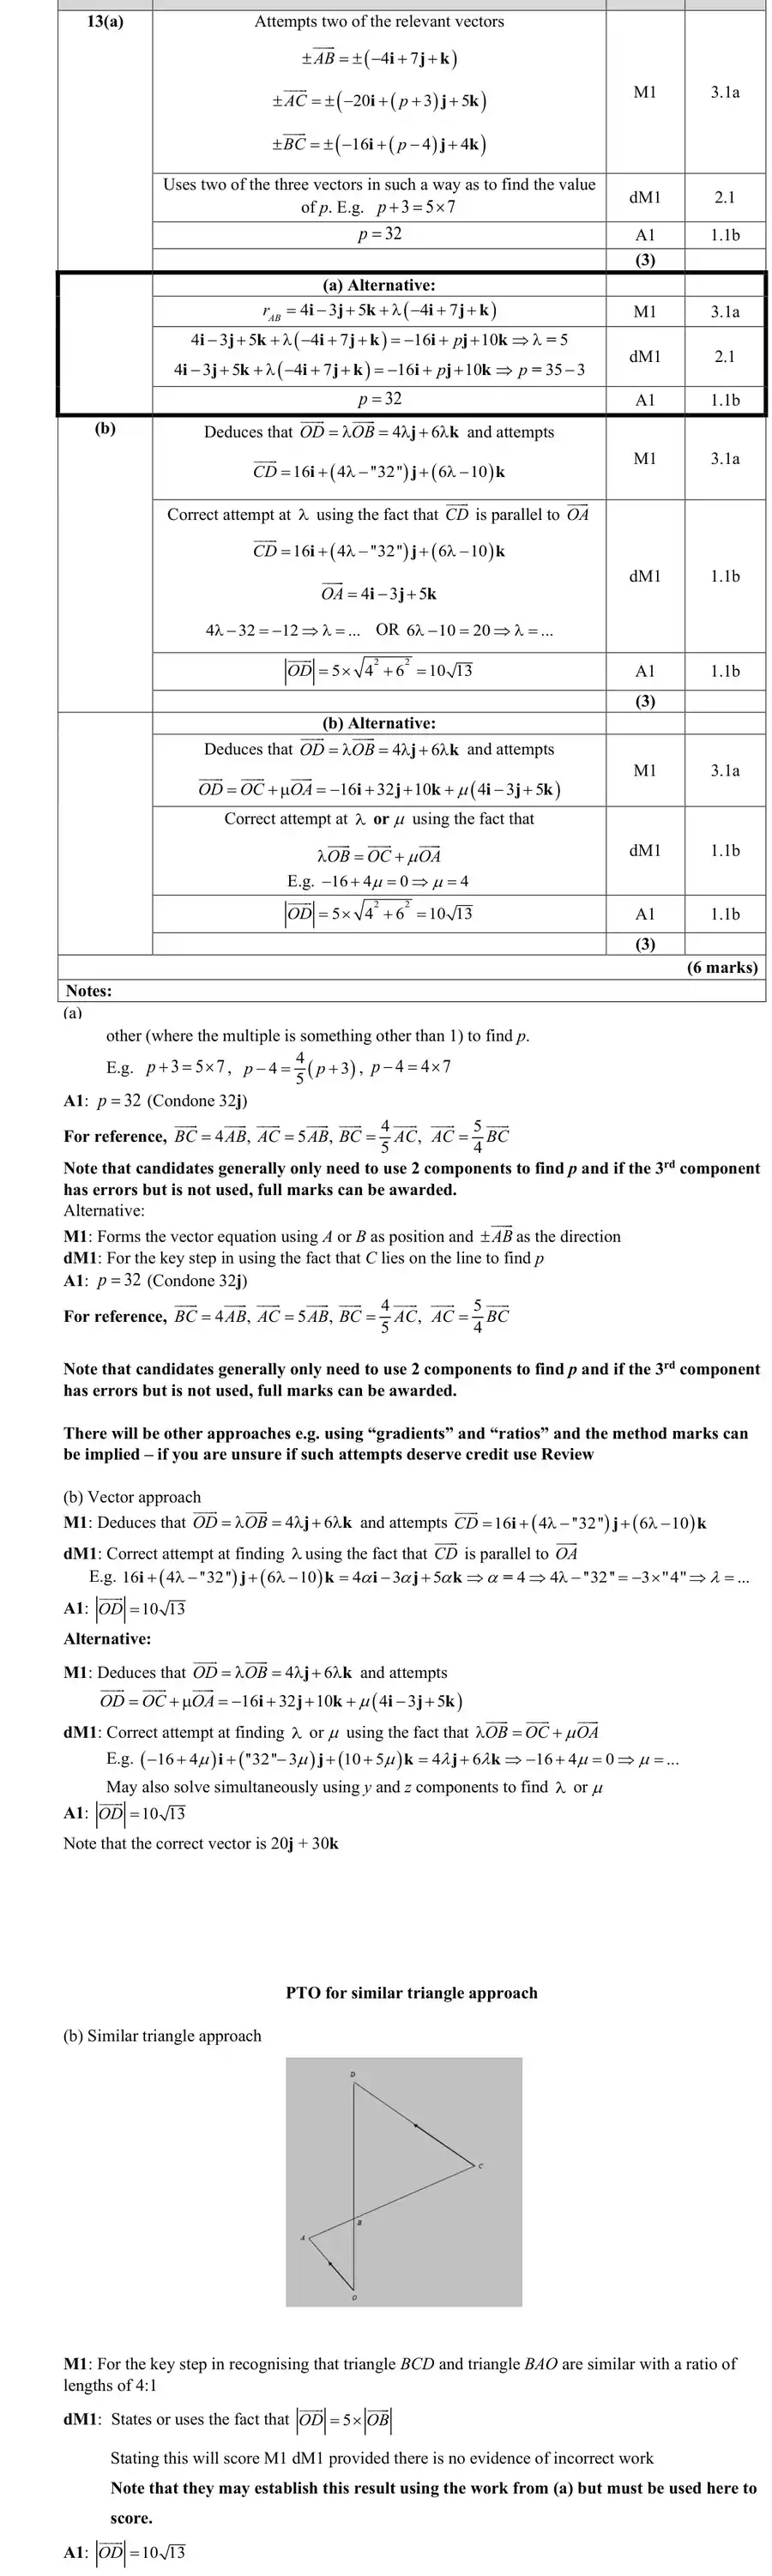 13(a)
Attempts two of the relevant vectors
±AB = ±(−4i + 7j + k)
±AC = ±(−20i + (p + 3)j + 5k)
±BC = ±(−16i + (p − 4)j + 4k)
M1
3.1a
Uses two of the three vectors in such a way as to find the value
of p. E.g. p + 3 = 5 × 7
dM1
2.1
p = 32
A1
1.1b
(3)
(a) Alternative:
r_AB = 4i − 3j + 5k + λ(−4i + 7j + k)
M1
3.1a
4i − 3j + 5k + λ(−4i + 7j + k) = −16i + pj + 10k ⇒ λ = 5
4i − 3j + 5k + λ(−4i + 7j + k) = −16i + pj + 10k ⇒ p = 35 − 3
dM1
2.1
p = 32
A1
1.1b
(b)
Deduces that OD = λOB = 4λj + 6λk and attempts
CD = 16i + (4λ − "32")j + (6λ − 10)k
M1
3.1a
Correct attempt at λ using the fact that CD is parallel to OA
CD = 16i + (4λ − "32")j + (6λ − 10)k
OA = 4i − 3j + 5k
4λ − 32 = −12 ⇒ λ = ... OR 6λ − 10 = 20 ⇒ λ = ...
dM1
1.1b
|OD| = 5 × √(4² + 6²) = 10√13
A1
1.1b
(3)
(b) Alternative:
Deduces that OD = λOB = 4λj + 6λk and attempts
OD = OC + μOA = −16i + 32j + 10k + μ(4i − 3j + 5k)
M1
3.1a
Correct attempt at λ or μ using the fact that
λOB = OC + μOA
E.g. −16 + 4μ = 0 ⇒ μ = 4
dM1
1.1b
|OD| = 5 × √(4² + 6²) = 10√13
A1
1.1b
(3)
(6 marks)
Notes:
(a)
other (where the multiple is something other than 1) to find p.
E.g. p + 3 = 5 × 7, p − 4 = 4/5 (p + 3), p − 4 = 4 × 7
A1: p = 32 (Condone 32j)
For reference, BC = 4AB, AC = 5AB, BC = 4/5 AC, AC = 5/4 BC
Note that candidates generally only need to use 2 components to find p and if the 3rd component
has errors but is not used, full marks can be awarded.
Alternative:
M1: Forms the vector equation using A or B as position and ±AB as the direction
dM1: For the key step in using the fact that C lies on the line to find p
A1: p = 32 (Condone 32j)
For reference, BC = 4AB, AC = 5AB, BC = 4/5 AC, AC = 5/4 BC
Note that candidates generally only need to use 2 components to find p and if the 3rd component
has errors but is not used, full marks can be awarded.
There will be other approaches e.g. using “gradients” and “ratios” and the method marks can
be implied – if you are unsure if such attempts deserve credit use Review
(b) Vector approach
M1: Deduces that OD = λOB = 4λj + 6λk and attempts CD = 16i + (4λ − "32")j + (6λ − 10)k
dM1: Correct attempt at finding λ using the fact that CD is parallel to OA
E.g. 16i + (4λ − "32")j + (6λ − 10)k = 4αi − 3αj + 5αk ⇒ α = 4 ⇒ 4λ − "32" = −3 × "4" ⇒ λ = ...
A1: |OD| = 10√13
Alternative:
M1: Deduces that OD = λOB = 4λj + 6λk and attempts
OD = OC + μOA = −16i + 32j + 10k + μ(4i − 3j + 5k)
dM1: Correct attempt at finding λ or μ using the fact that λOB = OC + μOA
E.g. (−16 + 4μ)i + ("32" − 3μ)j + (10 + 5μ)k = 4λj + 6λk ⇒ −16 + 4μ = 0 ⇒ μ = ...
May also solve simultaneously using y and z components to find λ or μ
A1: |OD| = 10√13
Note that the correct vector is 20j + 30k
PTO for similar triangle approach
(b) Similar triangle approach
D
C
B
A
O
M1: For the key step in recognising that triangle BCD and triangle BAO are similar with a ratio of
lengths of 4:1
dM1: States or uses the fact that |OD| = 5 × |OB|
Stating this will score M1 dM1 provided there is no evidence of incorrect work
Note that they may establish this result using the work from (a) but must be used here to
score.
A1: |OD| = 10√13